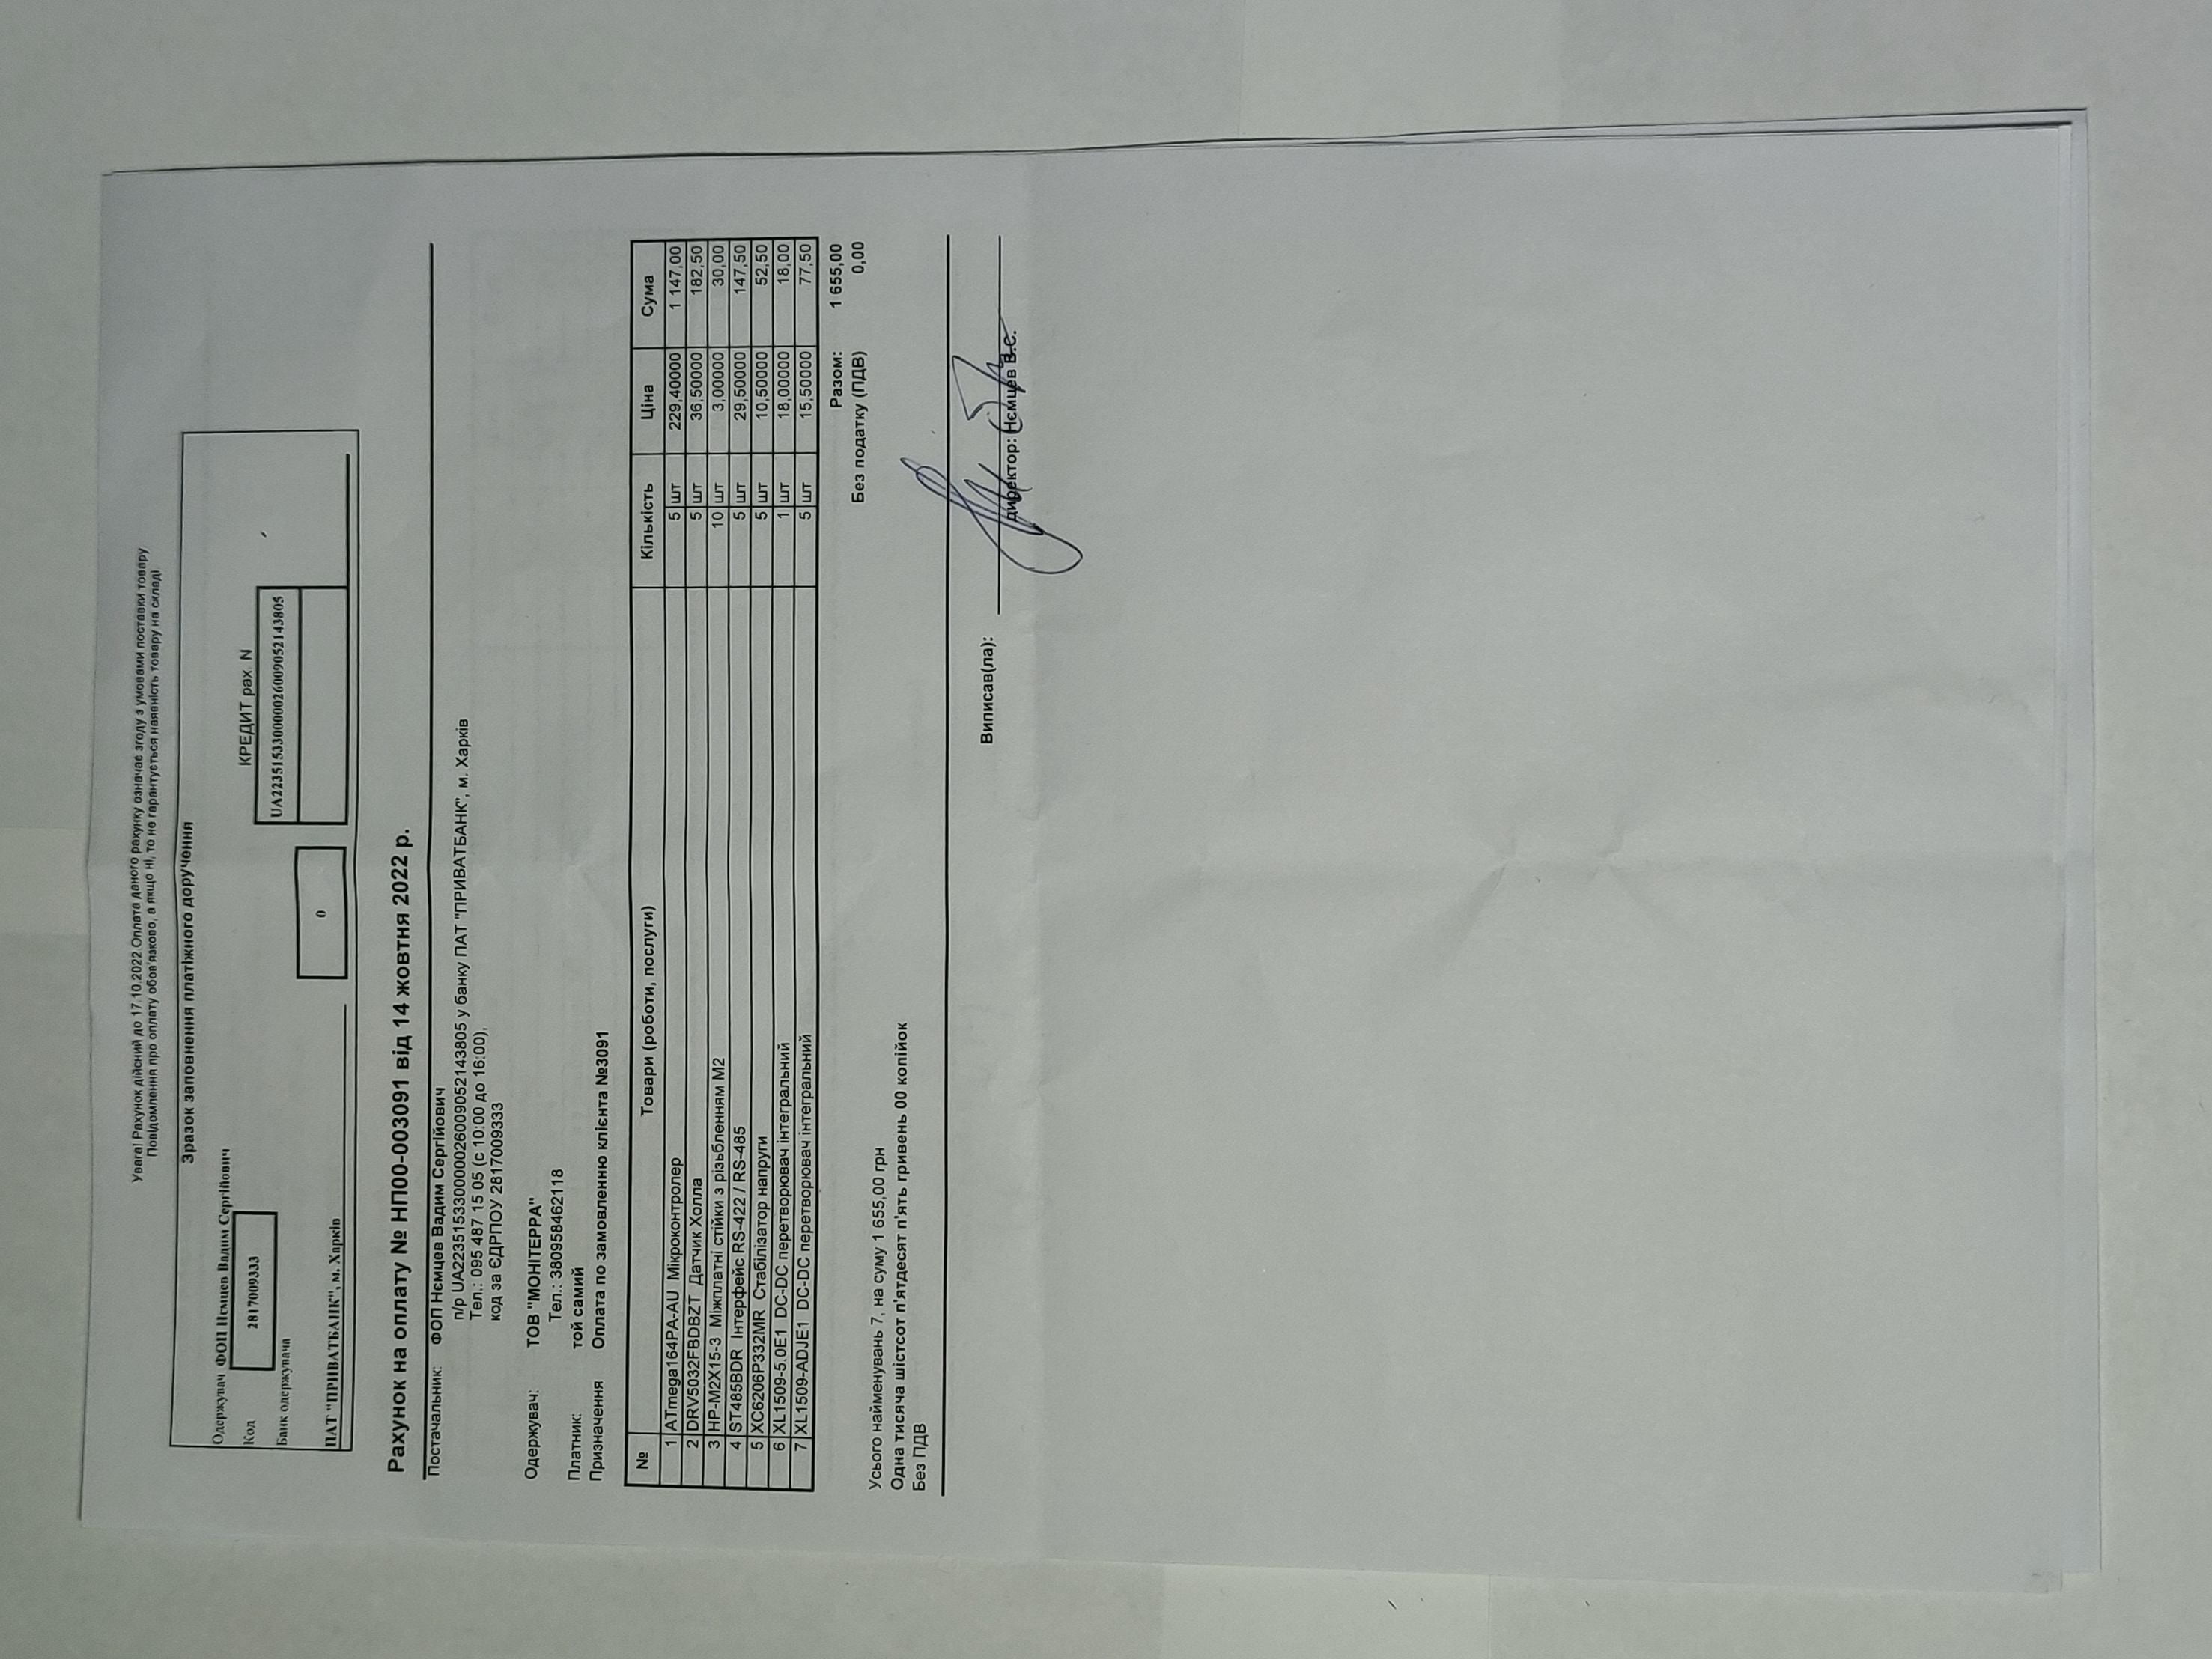 Увага! Рахунок дійсний до 17.10.2022.Оплата даного рахунку означає згоду з умовами поставки товару
Повідомлення про оплату обов'язково, а якщо ні, то не гарантується наявність товару на складі
Зразок заповнення платіжного доручення
Одержувач ФОП Нємцев Вадим Сергійович
Код 2817009333
КРЕДИТ рах. N
Банк одержувача
UA223515330000026009052143805
ПАТ "ПРИВАТБАНК", м. Харків 0
Рахунок на оплату № НП00-003091 від 14 жовтня 2022 р.
Постачальник: ФОП Нємцев Вадим Сергійович
п/р UA223515330000026009052143805 у банку ПАТ "ПРИВАТБАНК", м. Харків
Тел.: 095 487 15 05 (с 10:00 до 16:00),
код за ЄДРПОУ 2817009333
Одержувач: ТОВ "МОНІТЕРРА"
Тел.: 380958462118
Платник: той самий
Призначення Оплата по замовленню клієнта №3091
№ Товари (роботи, послуги) Кількість Ціна Сума
1 ATmega164PA-AU Мікроконтролер 5 шт 229,40000 1 147,00
2 DRV5032FBDBZT Датчик Холла 5 шт 36,50000 182,50
3 HP-M2X15-3 Міжплатні стійки з різьбленням М2 10 шт 3,00000 30,00
4 ST485BDR Інтерфейс RS-422 / RS-485 5 шт 29,50000 147,50
5 XC6206P332MR Стабілізатор напруги 5 шт 10,50000 52,50
6 XL1509-5.0E1 DC-DC перетворювач інтегральний 1 шт 18,00000 18,00
7 XL1509-ADJE1 DC-DC перетворювач інтегральний 5 шт 15,50000 77,50
Разом: 1 655,00
Без податку (ПДВ) 0,00
Усього найменувань 7, на суму 1 655,00 грн
Одна тисяча шістсот п'ятдесят п'ять гривень 00 копійок
Без ПДВ
Виписав(ла):
директор: Нємцев В.С.